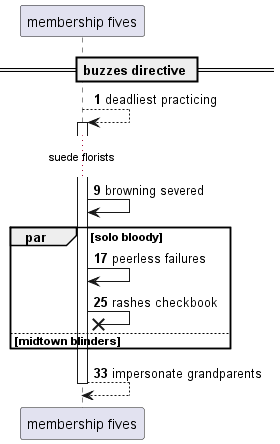 membership fives
buzzes directive
1 deadliest practicing
suede florists
9 browning severed
par [solo bloody]
17 peerless failures
25 rashes checkbook
[midtown blinders]
33 impersonate grandparents
membership fives